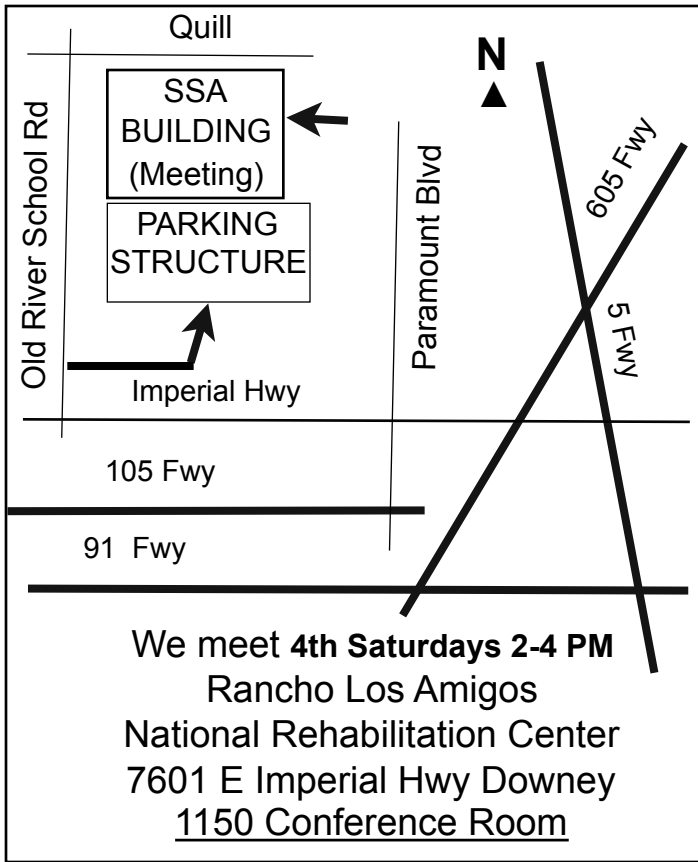 Quill
Old River School Rd
SSA
BUILDING
(Meeting)
PARKING
STRUCTURE
Paramount Blvd
N
605 Fwy
5 Fwy
Imperial Hwy
105 Fwy
91 Fwy
We meet 4th Saturdays 2-4 PM
Rancho Los Amigos
National Rehabilitation Center
7601 E Imperial Hwy Downey
1150 Conference Room